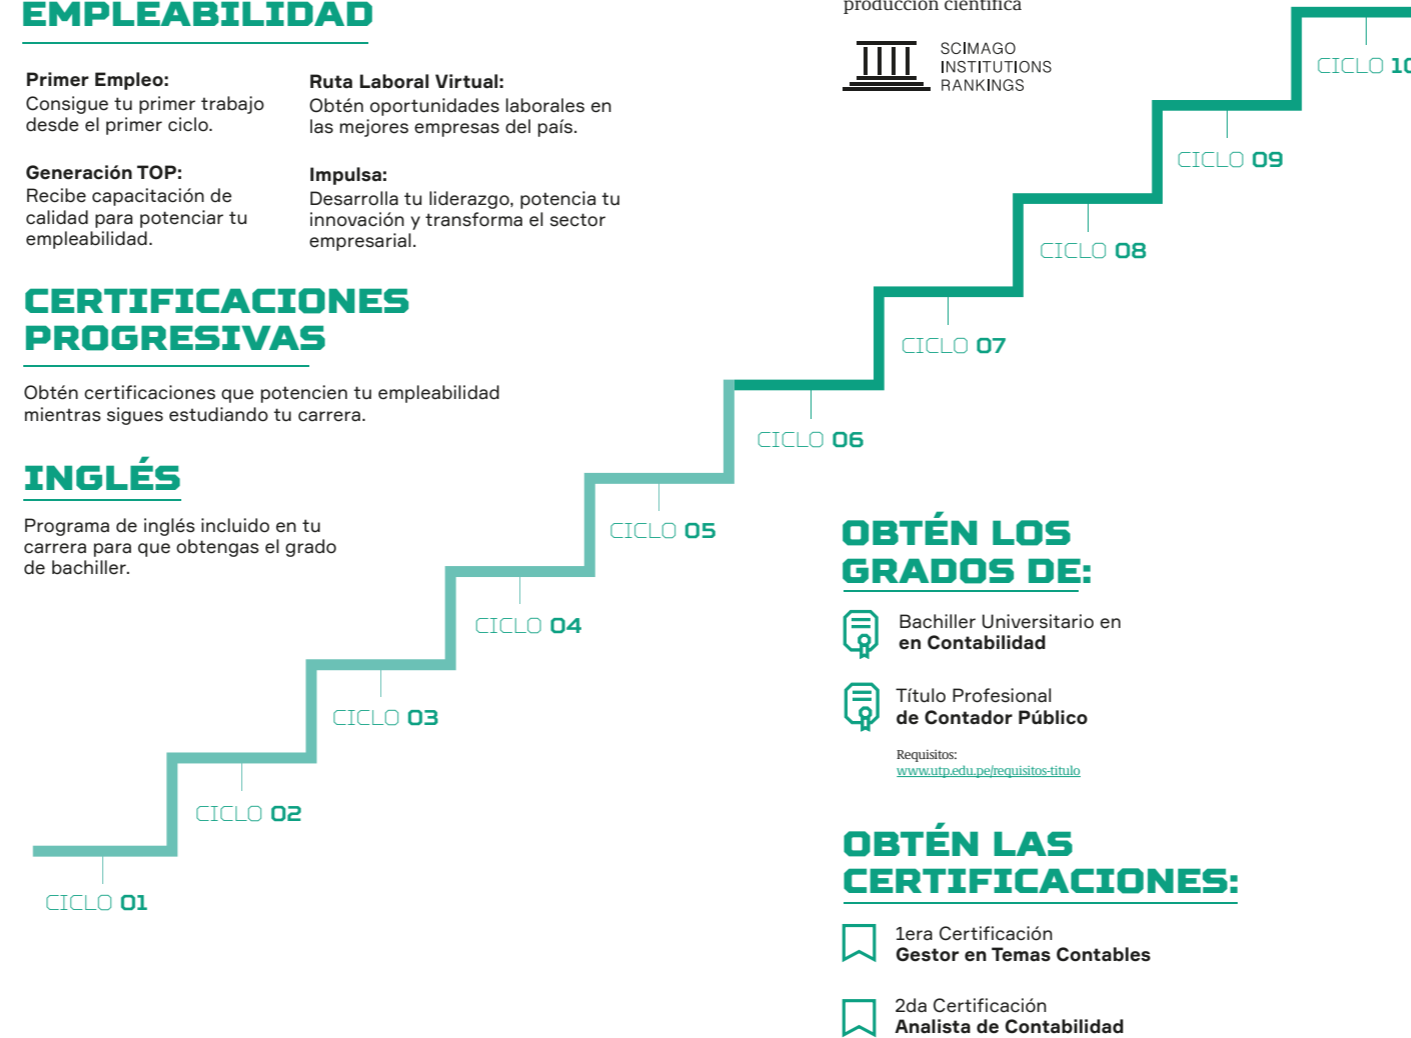 EMPLEABILIDAD
Primer Empleo:
Consigue tu primer trabajo
desde el primer ciclo.
Ruta Laboral Virtual:
Obtén oportunidades laborales en
las mejores empresas del país.
Generación TOP:
Recibe capacitación de
calidad para potenciar tu
empleabilidad.
Impulsa:
Desarrolla tu liderazgo, potencia tu
innovación y transforma el sector
empresarial.
CERTIFICACIONES
PROGRESIVAS
Obtén certificaciones que potencien tu empleabilidad
mientras sigues estudiando tu carrera.
INGLÉS
Programa de inglés incluido en tu
carrera para que obtengas el grado
de bachiller.
producción científica
SCIMAGO
INSTITUTIONS
RANKINGS
CICLO 10
CICLO 09
CICLO 08
CICLO 07
CICLO 06
CICLO 05
CICLO 04
CICLO 03
CICLO 02
CICLO 01
OBTÉN LOS
GRADOS DE:
Bachiller Universitario en
en Contabilidad
Título Profesional
de Contador Público
Requisitos:
www.utp.edu.pe/requisitos-titulo
OBTÉN LAS
CERTIFICACIONES:
1era Certificación
Gestor en Temas Contables
2da Certificación
Analista de Contabilidad